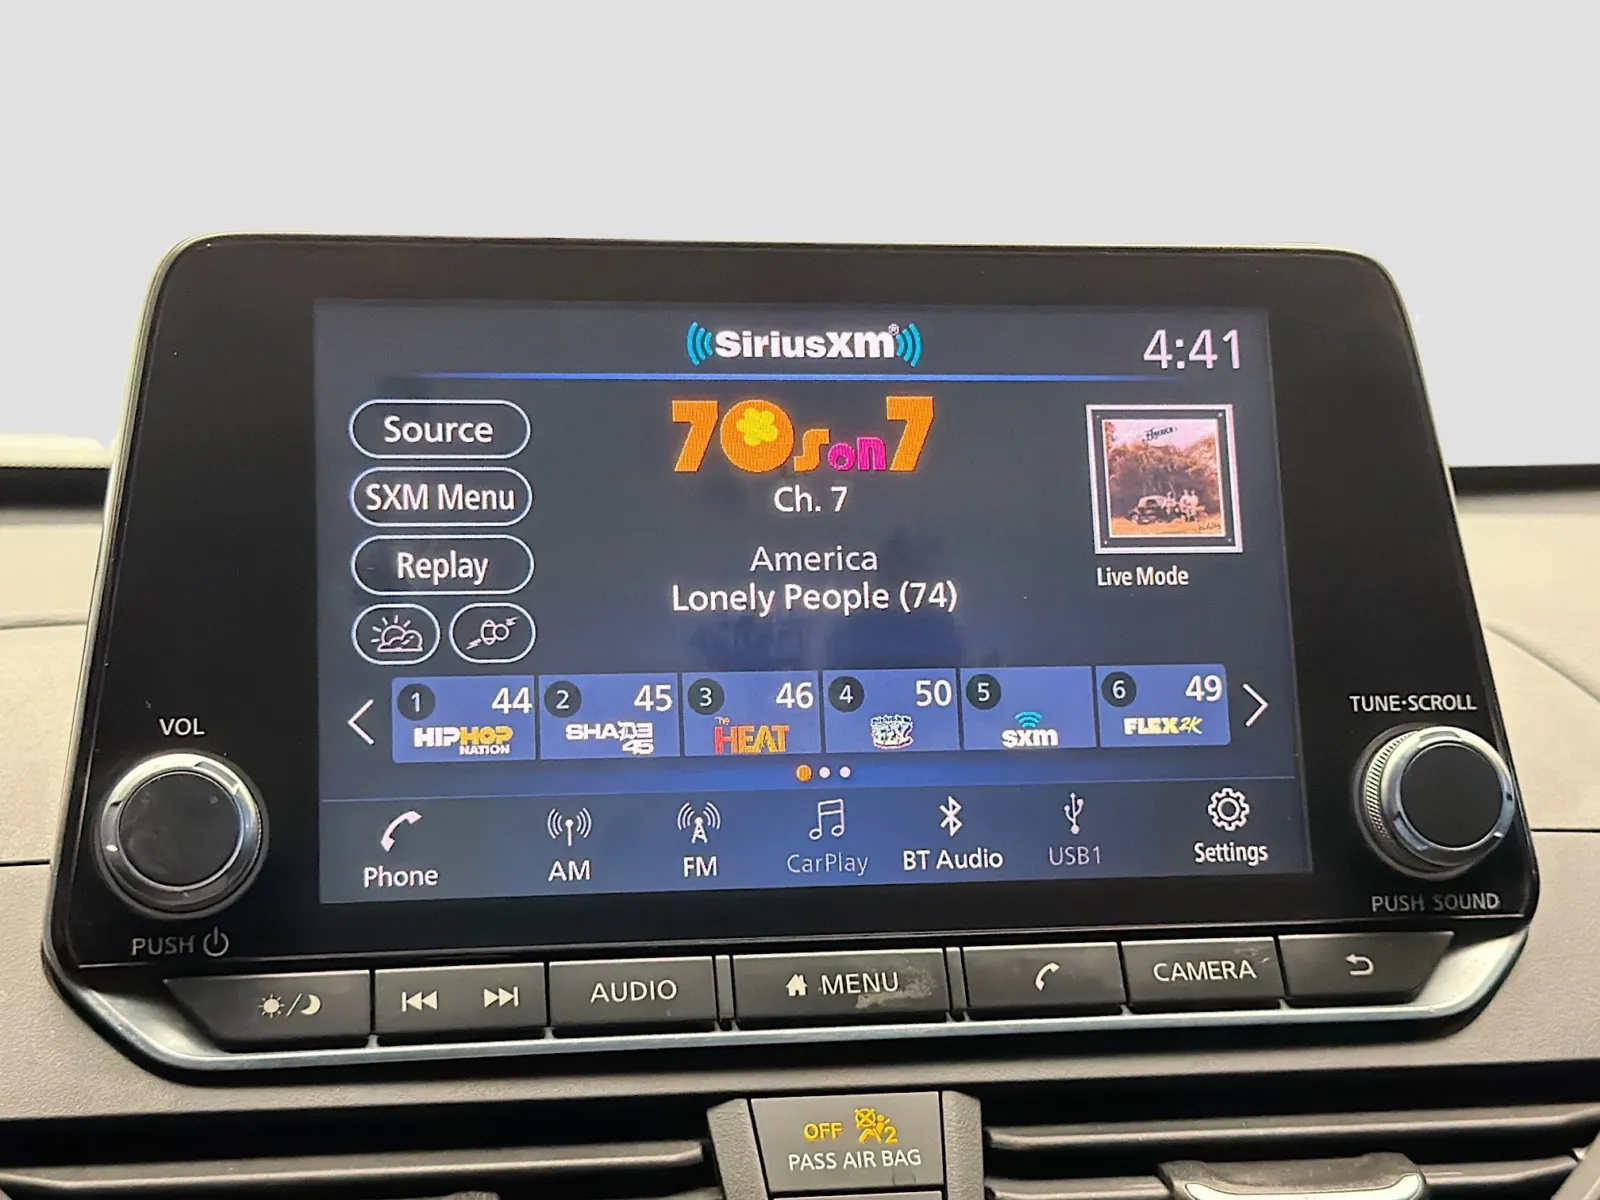 SiriusXM®
4:41
Source
70s on 7
Ch. 7
SXM Menu
AMERICA
America
Lonely People (74)
Live Mode
Replay
1 44 HIPHOP NATION
2 45 SHADE 45
3 46 The HEAT
4 50
5 sxm
6 49 FLEX2K
Phone
AM
FM
CarPlay
BT Audio
USB1
Settings
VOL
PUSH
TUNE·SCROLL
PUSH SOUND
AUDIO
MENU
CAMERA
OFF 2
PASS AIR BAG